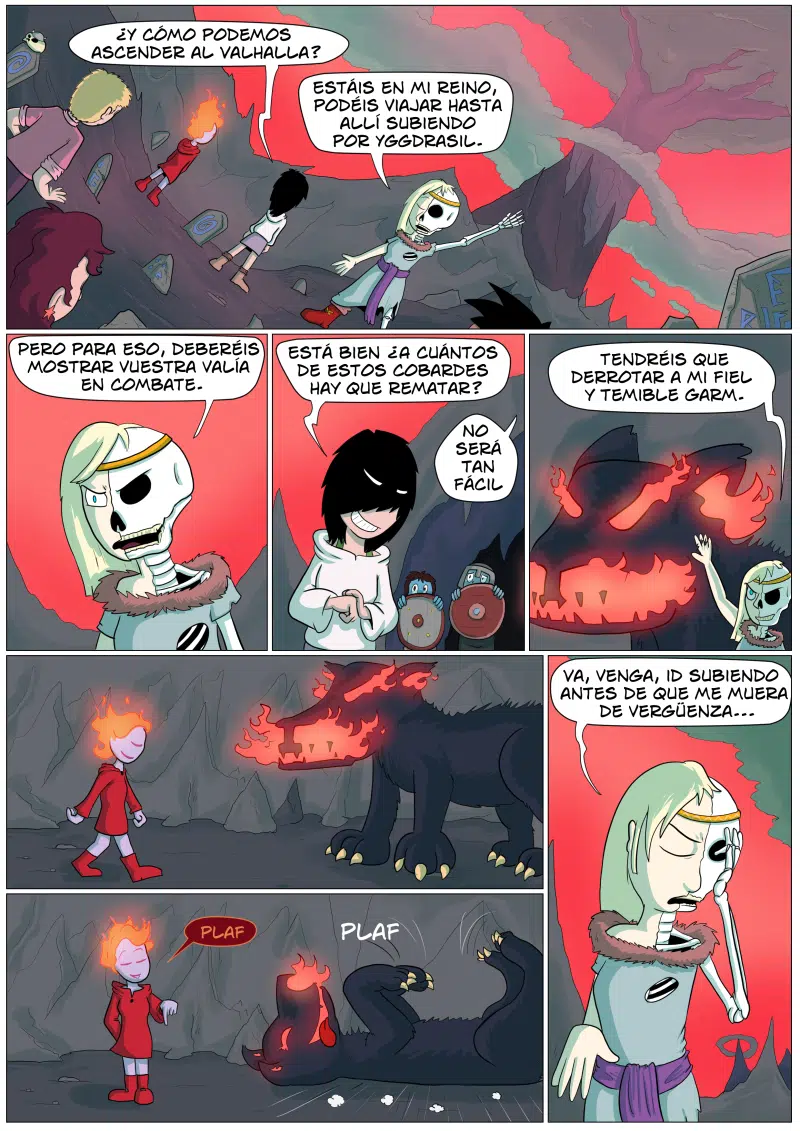 ¿Y CÓMO PODEMOS
ASCENDER AL VALHALLA?
ESTÁIS EN MI REINO,
PODÉIS VIAJAR HASTA
ALLÍ SUBIENDO
POR YGGDRASIL.
PERO PARA ESO, DEBERÉIS
MOSTRAR VUESTRA VALÍA
EN COMBATE.
ESTÁ BIEN ¿A CUÁNTOS
DE ESTOS COBARDES
HAY QUE REMATAR?
NO
SERÁ
TAN
FÁCIL
TENDRÉIS QUE
DERROTAR A MI FIEL
Y TEMIBLE GARM.
PLAF
PLAF
VA, VENGA, ID SUBIENDO
ANTES DE QUE ME MUERA
DE VERGÜENZA...